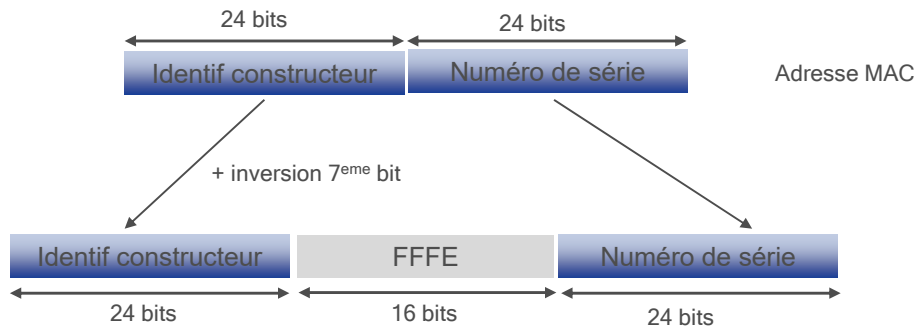 24 bits 24 bits
Identif constructeur Numéro de série Adresse MAC
+ inversion 7eme bit
Identif constructeur FFFE Numéro de série
24 bits 16 bits 24 bits